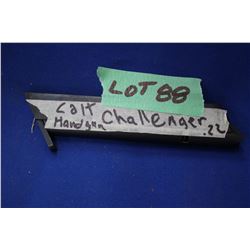 LOT 88
Colt Challenger
Handgun .22